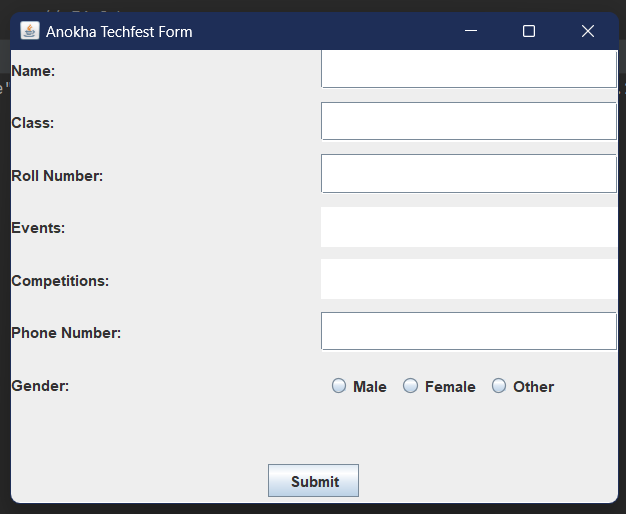 Anokha Techfest Form
Name:
Class:
Roll Number:
Events:
Competitions:
Phone Number:
Gender:
Male Female Other
Submit